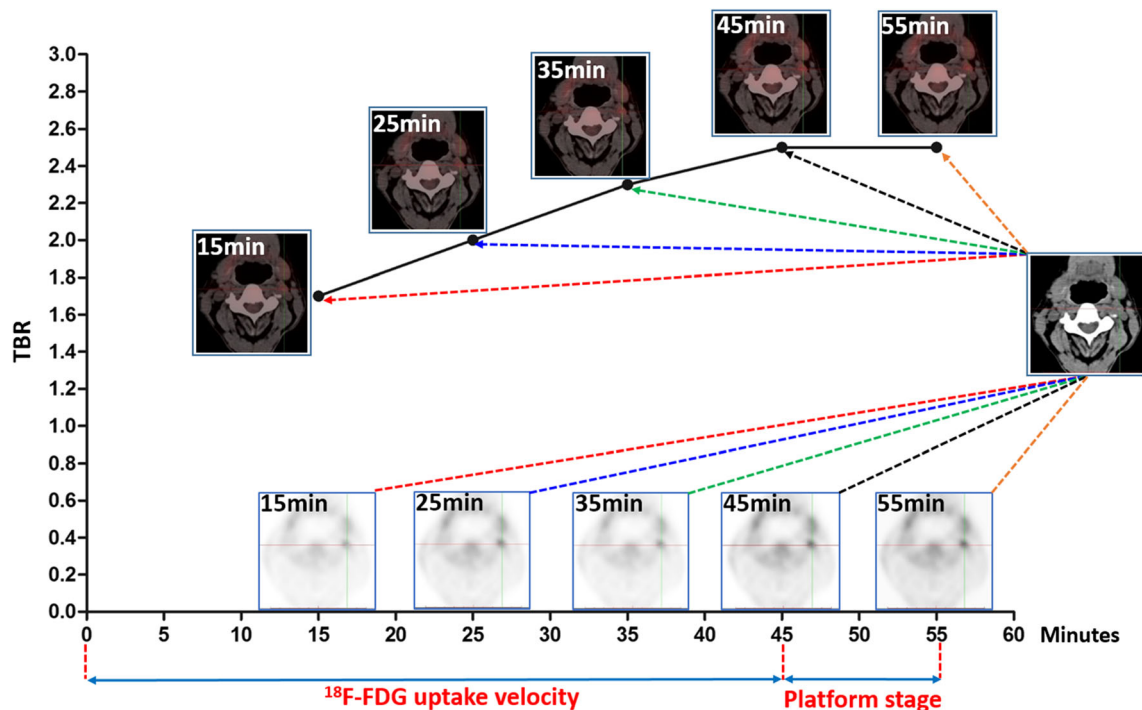 45min 55min
35min
25min
15min
3.0
2.8
2.6
2.4
2.2
2.0
1.8
1.6
1.4
1.2
1.0
0.8
0.6
0.4
0.2
0.0
TBR
15min 25min 35min 45min 55min
0 5 10 15 20 25 30 35 40 45 50 55 60 Minutes
¹⁸F-FDG uptake velocity Platform stage